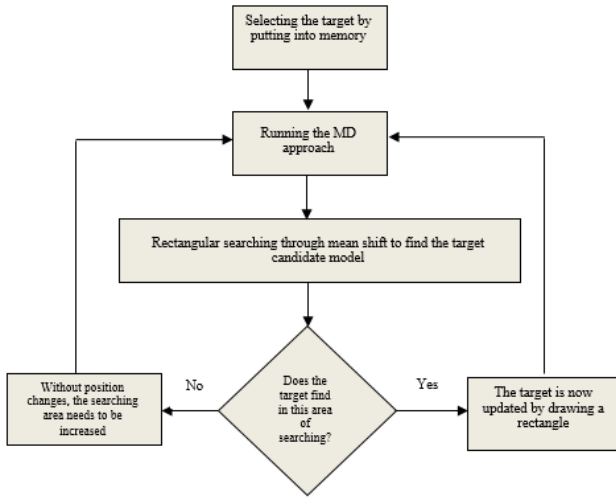 Selecting the target by
putting into memory
Running the MD
approach
Rectangular searching through mean shift to find the target
candidate model
Does the
target find
in this area
of
searching?
No
Yes
Without position
changes, the searching
area needs to be
increased
The target is now
updated by drawing a
rectangle